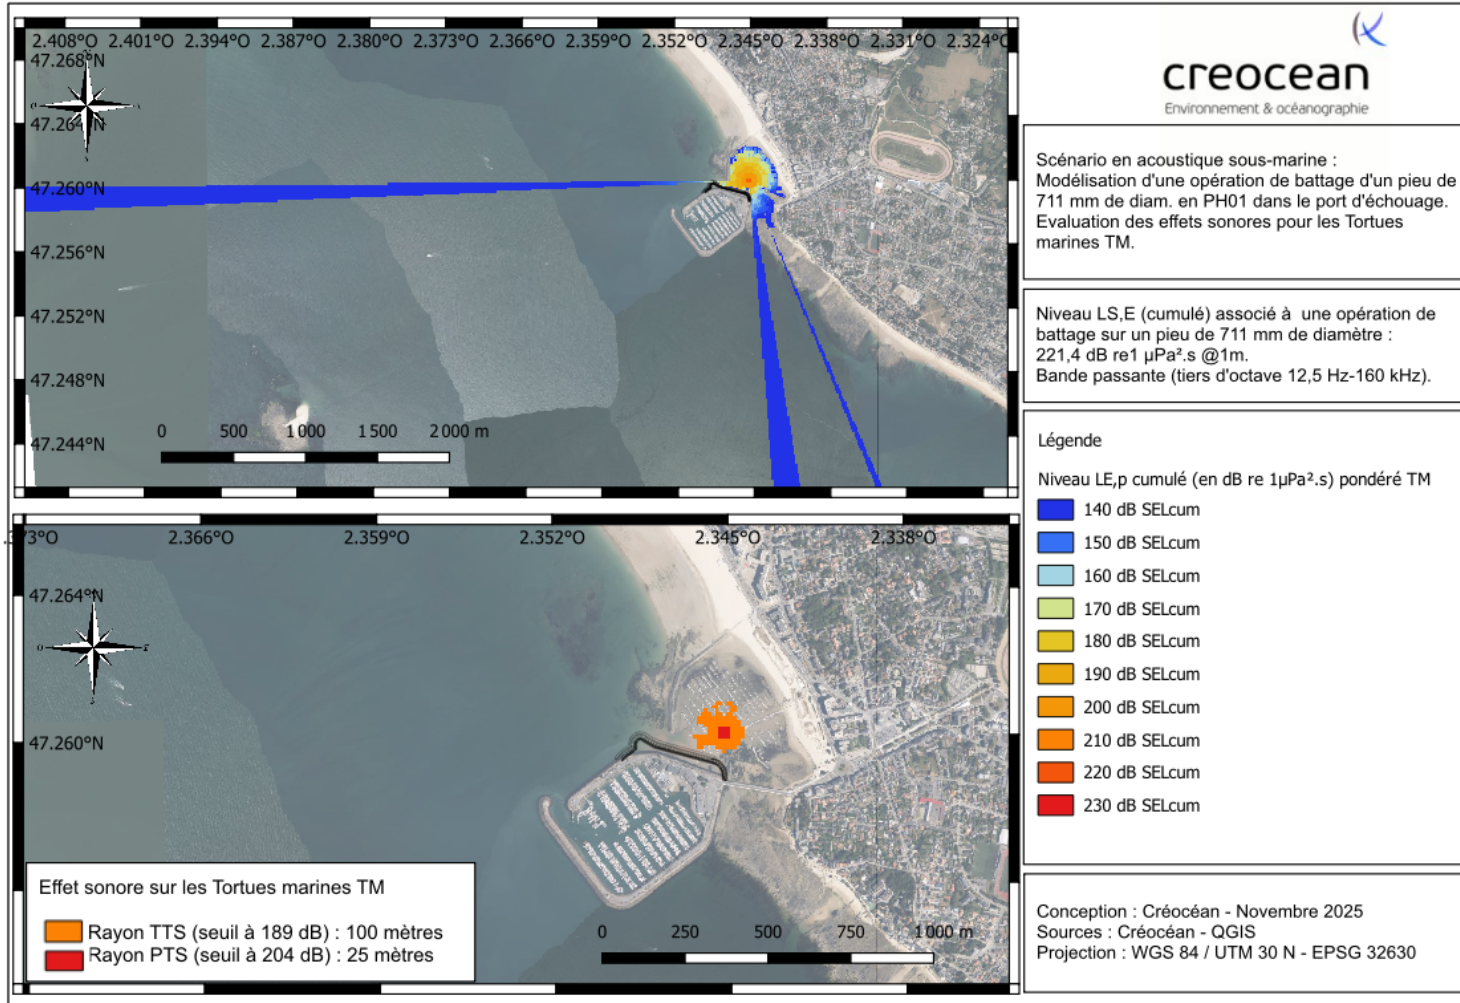 2.408°O 2.401°O 2.394°O 2.387°O 2.380°O 2.373°O 2.366°O 2.359°O 2.352°O 2.345°O 2.338°O 2.331°O 2.324°O
47.268°N
47.264°N
47.260°N
47.256°N
47.252°N
47.248°N
47.244°N
0 500 1 000 1 500 2 000 m
creocean
Environnement & océanographie
Scénario en acoustique sous-marine :
Modélisation d'une opération de battage d'un pieu de
711 mm de diam. en PH01 dans le port d'échouage.
Evaluation des effets sonores pour les Tortues
marines TM.
Niveau LS,E (cumulé) associé à une opération de
battage sur un pieu de 711 mm de diamètre :
221,4 dB re1 µPa².s @1m.
Bande passante (tiers d'octave 12,5 Hz-160 kHz).
Légende
Niveau LE,p cumulé (en dB re 1µPa².s) pondéré TM
140 dB SELcum
150 dB SELcum
160 dB SELcum
170 dB SELcum
180 dB SELcum
190 dB SELcum
200 dB SELcum
210 dB SELcum
220 dB SELcum
230 dB SELcum
.373°O 2.366°O 2.359°O 2.352°O 2.345°O 2.338°O
47.264°N
47.260°N
Effet sonore sur les Tortues marines TM
Rayon TTS (seuil à 189 dB) : 100 mètres
Rayon PTS (seuil à 204 dB) : 25 mètres
0 250 500 750 1 000 m
Conception : Créocéan - Novembre 2025
Sources : Créocéan - QGIS
Projection : WGS 84 / UTM 30 N - EPSG 32630